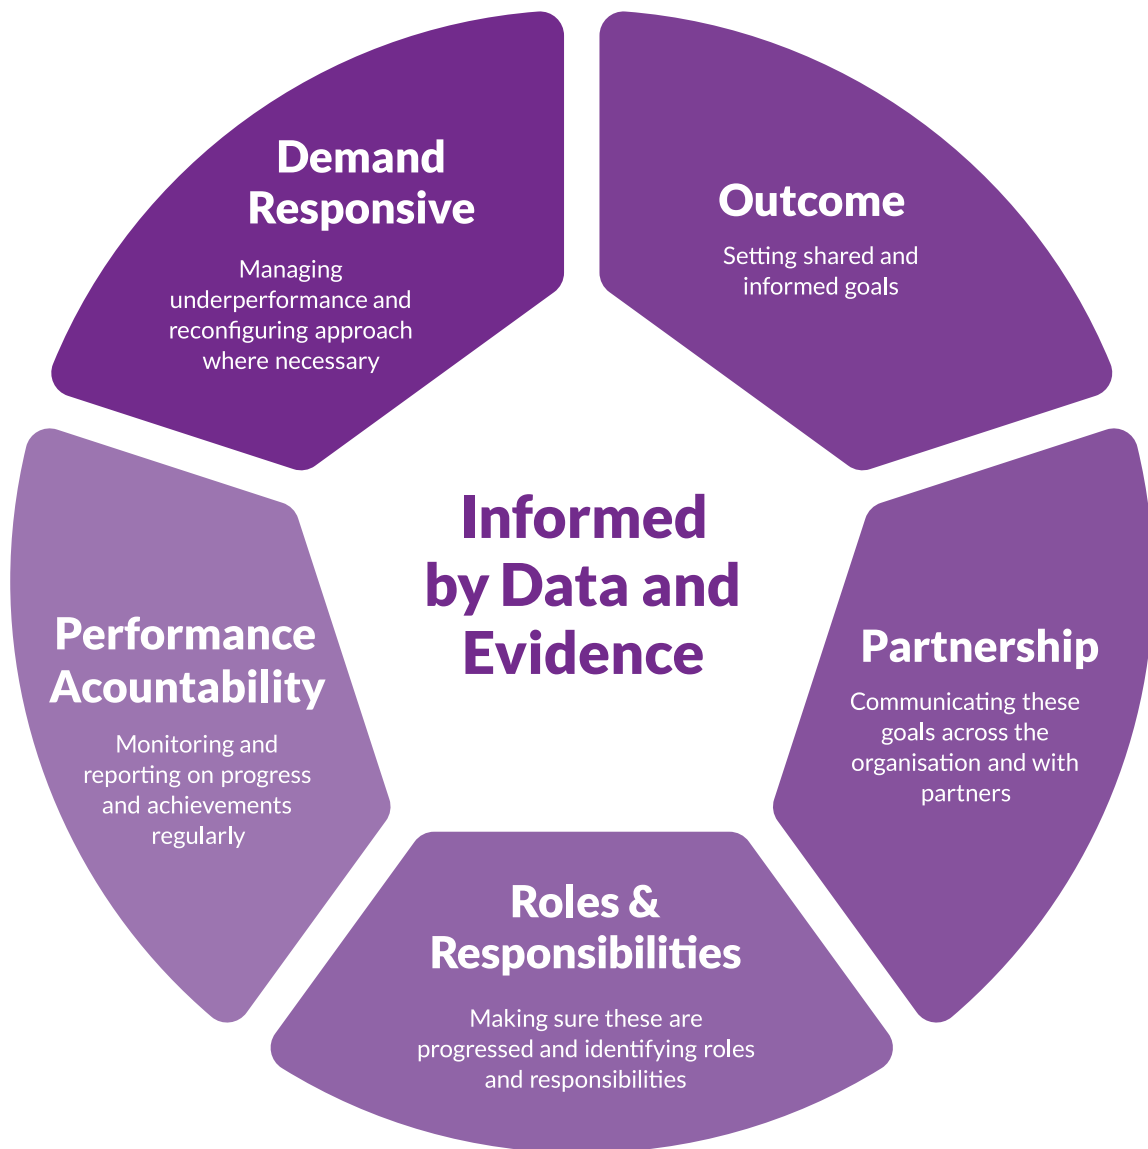 Demand
Responsive
Managing
underperformance and
reconfiguring approach
where necessary
Outcome
Setting shared and
informed goals
Informed
by Data and
Evidence
Performance
Acountability
Monitoring and
reporting on progress
and achievements
regularly
Partnership
Communicating these
goals across the
organisation and with
partners
Roles &
Responsibilities
Making sure these are
progressed and identifying roles
and responsibilities